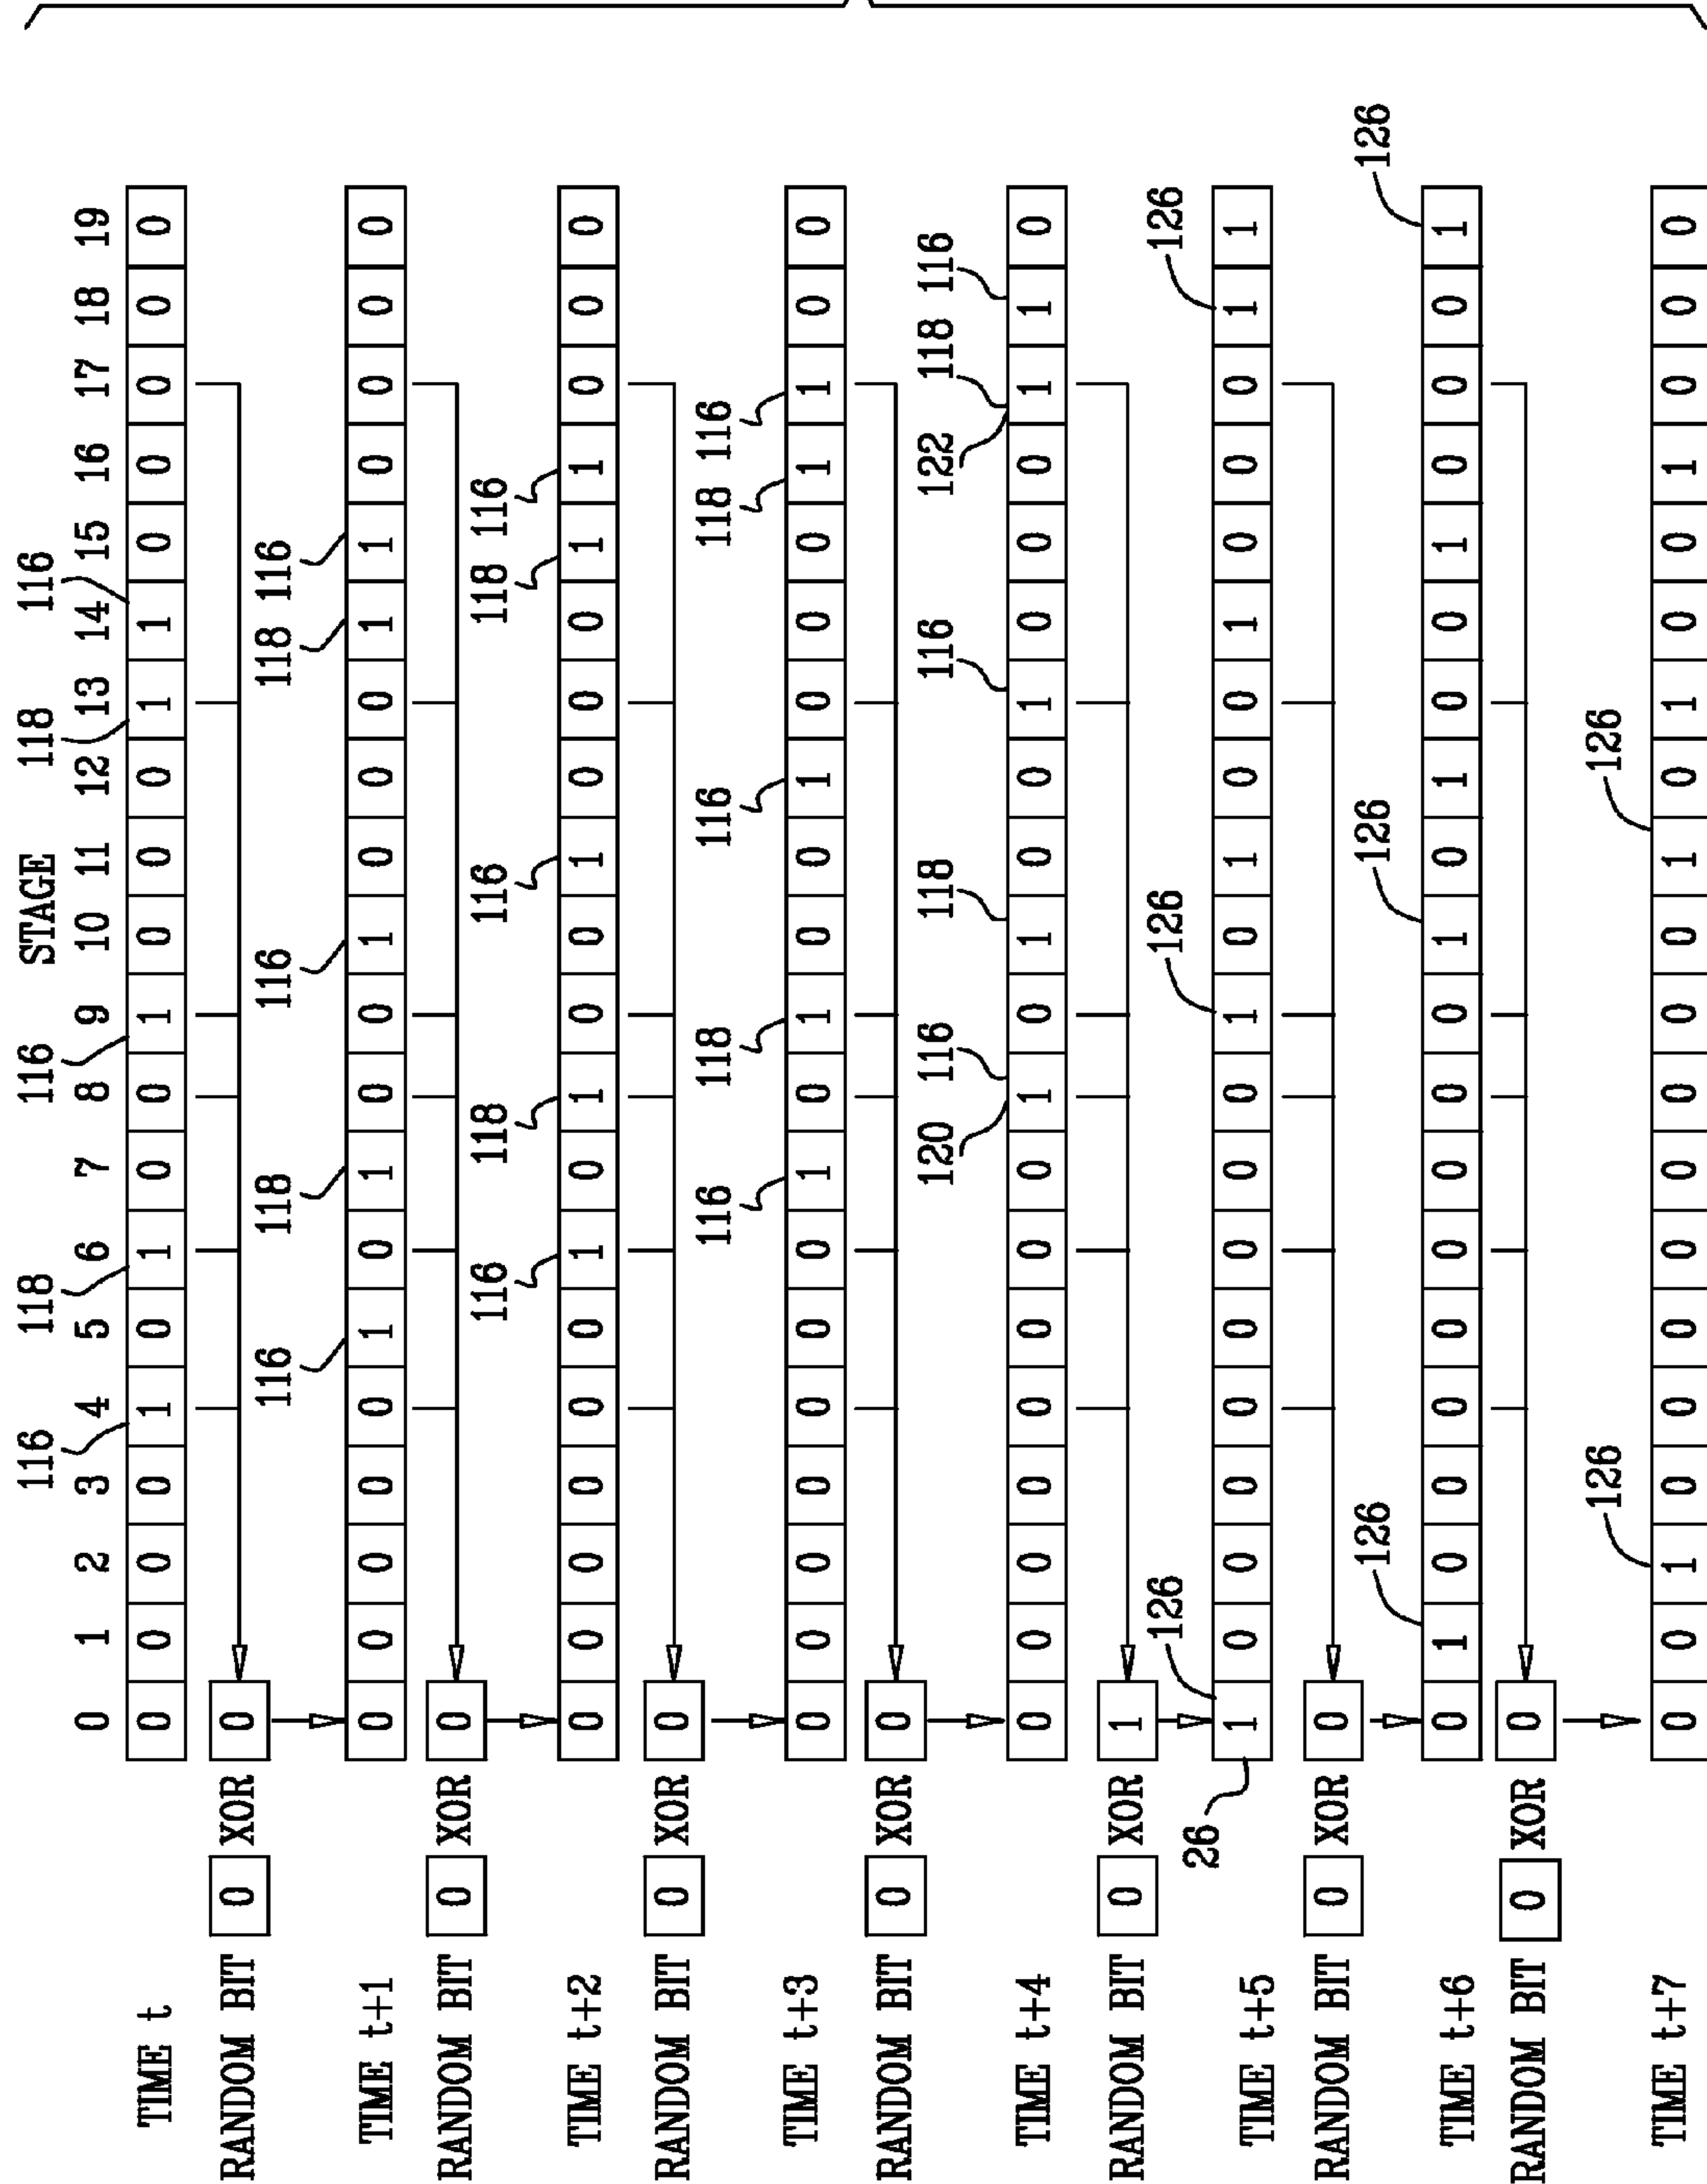 116 118 116 STAGE 118 116
0 1 2 3 4 5 6 7 8 9 10 11 12 13 14 15 16 17 18 19
TIME t 0 0 0 0 1 0 1 0 0 1 0 0 0 1 1 0 0 0 0 0
RANDOM BIT 0 XOR 0
116 118 116 118 116
TIME t+1 0 0 0 0 0 1 0 1 0 0 1 0 0 0 1 1 0 0 0 0
RANDOM BIT 0 XOR 0
116 118 116 118 116
TIME t+2 0 0 0 0 0 0 1 0 1 0 0 1 0 0 0 1 1 0 0 0
RANDOM BIT 0 XOR 0
116 118 116 118 116
TIME t+3 0 0 0 0 0 0 0 1 0 1 0 0 1 0 0 0 1 1 0 0
RANDOM BIT 0 XOR 0
120 116 118 116 122 118 116
TIME t+4 0 0 0 0 0 0 0 0 1 0 1 0 0 1 0 0 0 1 1 0
RANDOM BIT 0 XOR 1
26 126 126 126
TIME t+5 1 0 0 0 0 0 0 0 0 1 0 1 0 0 1 0 0 0 1 1
RANDOM BIT 0 XOR 0
126 126 126
TIME t+6 0 1 0 0 0 0 0 0 0 0 1 0 1 0 0 1 0 0 0 1
RANDOM BIT 0 XOR 0
126 126
TIME t+7 0 0 1 0 0 0 0 0 0 0 0 1 0 1 0 0 1 0 0 0